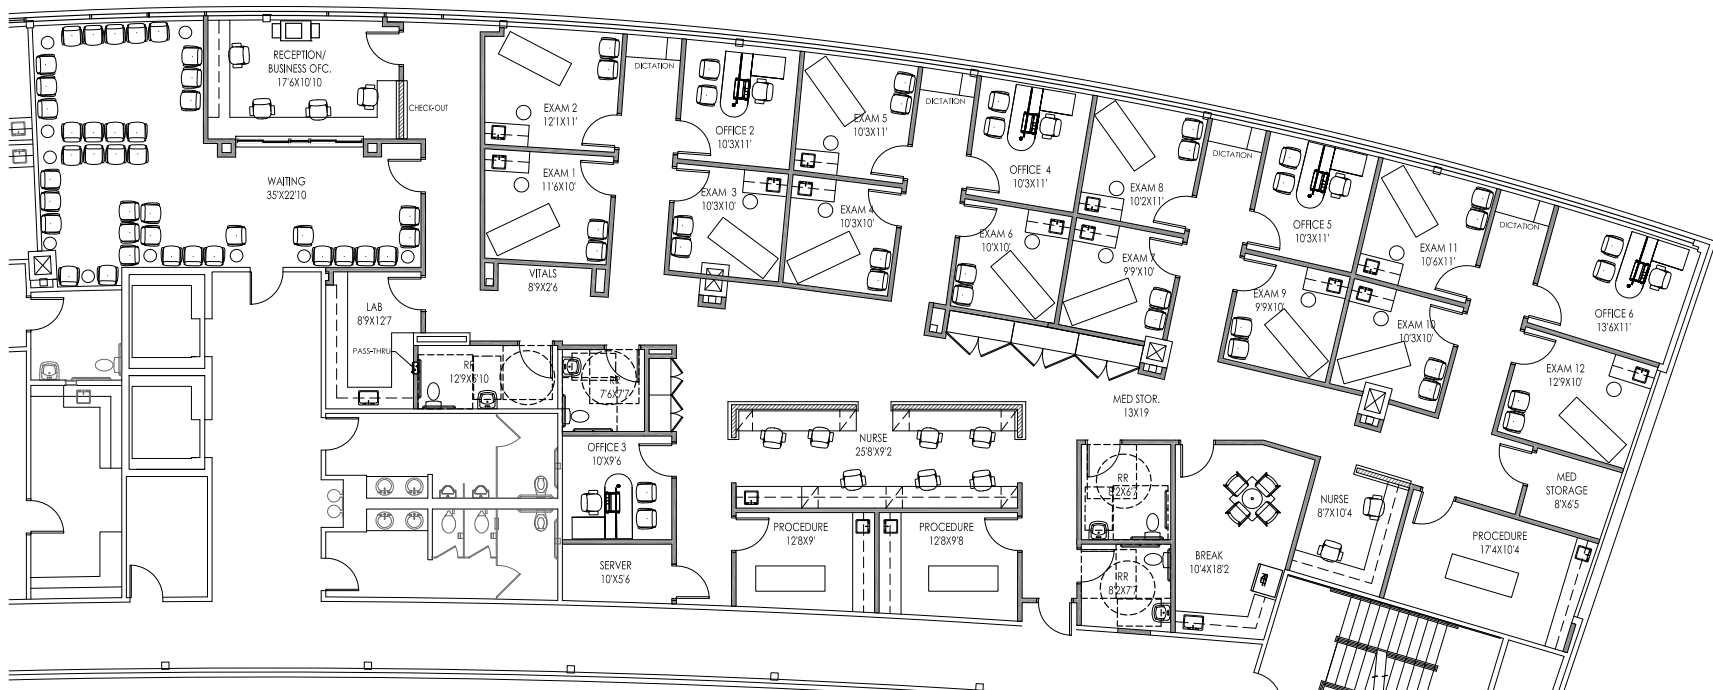 RECEPTION/
BUSINESS OFC.
17'6X10'10
CHECK-OUT
WAITING
35'X22'10
EXAM 2
12'1X11'
EXAM 1
11'6X10'
VITALS
8'9X2'6
DICTATION
OFFICE 2
10'3X11'
EXAM 3
10'3X10'
EXAM 5
10'3X11'
EXAM 4
10'3X10'
DICTATION
OFFICE 4
10'3X11'
EXAM 6
10'X10'
EXAM 8
10'2X11'
EXAM 7
9'9X10'
DICTATION
OFFICE 5
10'3X11'
EXAM 9
9'9X10'
EXAM 11
10'6X11'
EXAM 10
10'3X10'
DICTATION
OFFICE 6
13'6X11'
EXAM 12
12'9X10'
LAB
8'9X12'7
PASS-THRU
RR
12'9X5'10
RR
7'6X7'7
OFFICE 3
10'X9'6
SERVER
10'X5'6
NURSE
25'8'X9'2
MED STOR.
13X19
PROCEDURE
12'8X9'
PROCEDURE
12'8X9'8
RR
8'2X6'7
RR
8'2X7'7
BREAK
10'4X18'2
NURSE
8'7X10'4
MED
STORAGE
8'X6'5
PROCEDURE
17'4X10'4